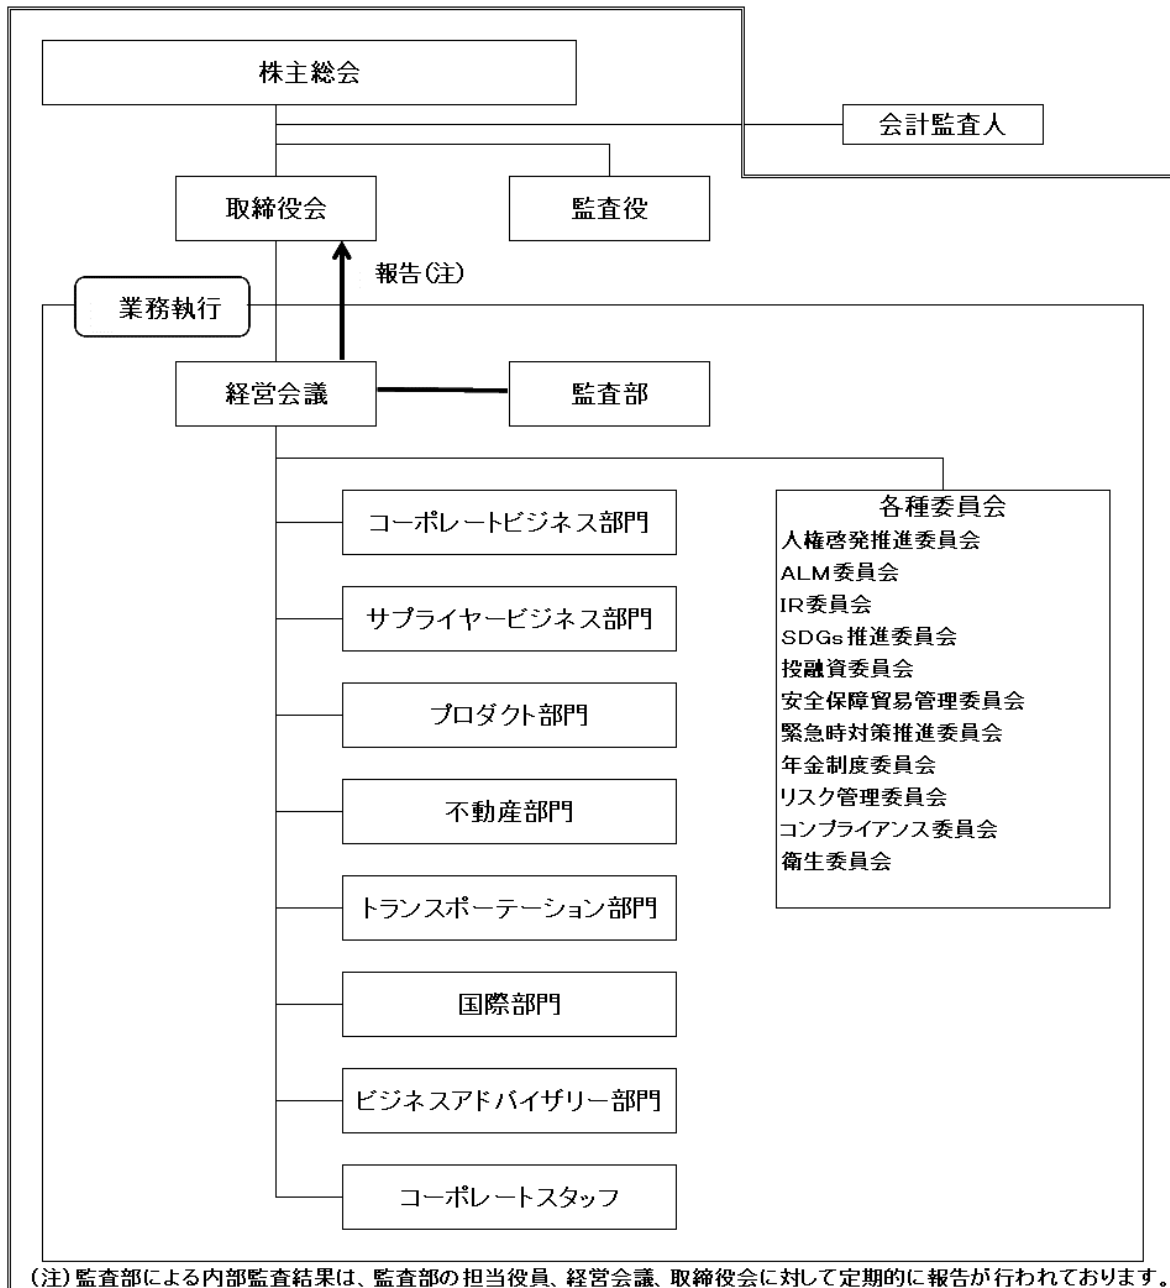 株主総会
会計監査人
取締役会
監査役
報告(注)
業務執行
経営会議
監査部
コーポレートビジネス部門
サプライヤービジネス部門
プロダクト部門
不動産部門
トランスポーテーション部門
国際部門
ビジネスアドバイザリー部門
コーポレートスタッフ
各種委員会
人権啓発推進委員会
ALM委員会
IR委員会
SDGs推進委員会
投融資委員会
安全保障貿易管理委員会
緊急時対策推進委員会
年金制度委員会
リスク管理委員会
コンプライアンス委員会
衛生委員会
(注)監査部による内部監査結果は、監査部の担当役員、経営会議、取締役会に対して定期的に報告が行われております。